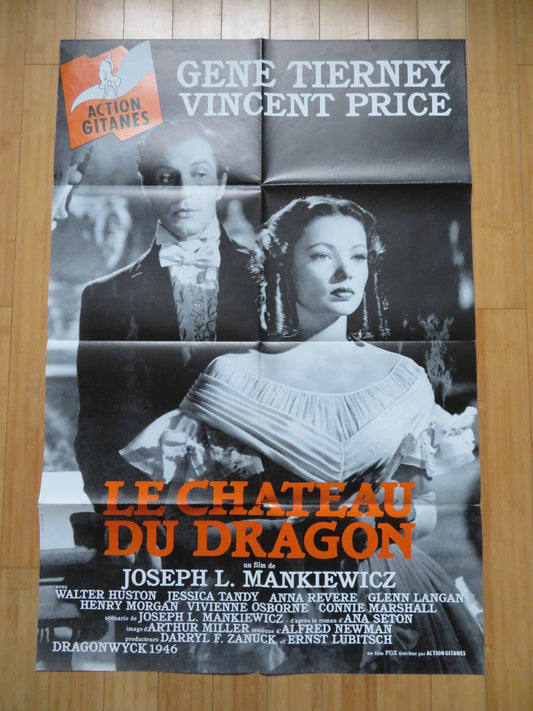 ACTION
GITANES
GENE TIERNEY
VINCENT PRICE
LE CHATEAU
DU DRAGON
un film de
JOSEPH L. MANKIEWICZ
avec
WALTER HUSTON JESSICA TANDY ANNA REVERE GLENN LANGAN
HENRY MORGAN VIVIENNE OSBORNE CONNIE MARSHALL
scénario de JOSEPH L. MANKIEWICZ - d'après le roman d'ANA SETON
image d'ARTHUR MILLER musique d'ALFRED NEWMAN
producteurs DARRYL F. ZANUCK et ERNST LUBITSCH
DRAGONWYCK 1946
un film FOX distribué par ACTION GITANES